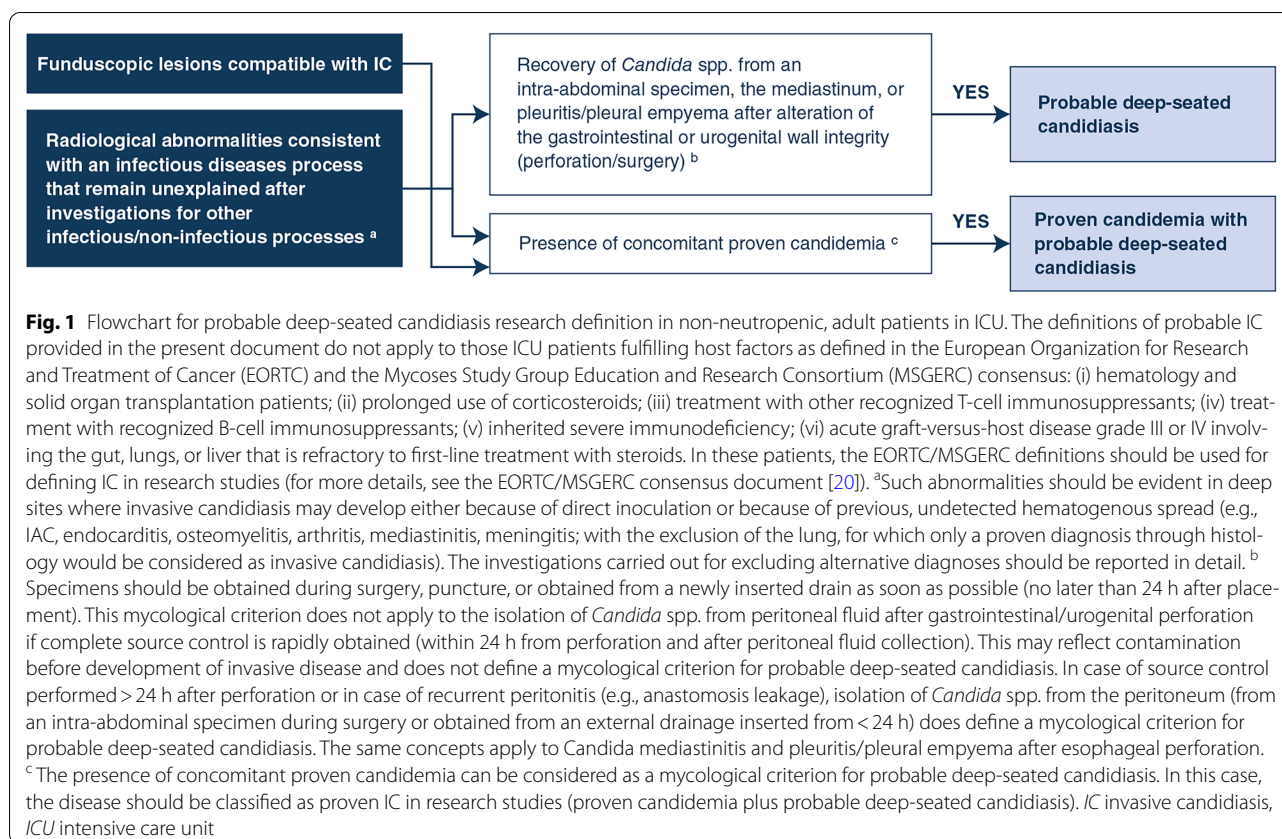 Funduscopic lesions compatible with IC
Radiological abnormalities consistent
with an infectious diseases process
that remain unexplained after
investigations for other
infectious/non-infectious processes a
Recovery of Candida spp. from an
intra-abdominal specimen, the mediastinum, or
pleuritis/pleural empyema after alteration of
the gastrointestinal or urogenital wall integrity
(perforation/surgery) b
YES
Probable deep-seated
candidiasis
Presence of concomitant proven candidemia c
YES
Proven candidemia with
probable deep-seated
candidiasis
Fig. 1 Flowchart for probable deep-seated candidiasis research definition in non-neutropenic, adult patients in ICU. The definitions of probable IC
provided in the present document do not apply to those ICU patients fulfilling host factors as defined in the European Organization for Research
and Treatment of Cancer (EORTC) and the Mycoses Study Group Education and Research Consortium (MSGERC) consensus: (i) hematology and
solid organ transplantation patients; (ii) prolonged use of corticosteroids; (iii) treatment with other recognized T-cell immunosuppressants; (iv) treat-
ment with recognized B-cell immunosuppressants; (v) inherited severe immunodeficiency; (vi) acute graft-versus-host disease grade III or IV involv-
ing the gut, lungs, or liver that is refractory to first-line treatment with steroids. In these patients, the EORTC/MSGERC definitions should be used for
defining IC in research studies (for more details, see the EORTC/MSGERC consensus document [20]). aSuch abnormalities should be evident in deep
sites where invasive candidiasis may develop either because of direct inoculation or because of previous, undetected hematogenous spread (e.g.,
IAC, endocarditis, osteomyelitis, arthritis, mediastinitis, meningitis; with the exclusion of the lung, for which only a proven diagnosis through histol-
ogy would be considered as invasive candidiasis). The investigations carried out for excluding alternative diagnoses should be reported in detail. b
Specimens should be obtained during surgery, puncture, or obtained from a newly inserted drain as soon as possible (no later than 24 h after place-
ment). This mycological criterion does not apply to the isolation of Candida spp. from peritoneal fluid after gastrointestinal/urogenital perforation
if complete source control is rapidly obtained (within 24 h from perforation and after peritoneal fluid collection). This may reflect contamination
before development of invasive disease and does not define a mycological criterion for probable deep-seated candidiasis. In case of source control
performed > 24 h after perforation or in case of recurrent peritonitis (e.g., anastomosis leakage), isolation of Candida spp. from the peritoneum (from
an intra-abdominal specimen during surgery or obtained from an external drainage inserted from < 24 h) does define a mycological criterion for
probable deep-seated candidiasis. The same concepts apply to Candida mediastinitis and pleuritis/pleural empyema after esophageal perforation.
c The presence of concomitant proven candidemia can be considered as a mycological criterion for probable deep-seated candidiasis. In this case,
the disease should be classified as proven IC in research studies (proven candidemia plus probable deep-seated candidiasis). IC invasive candidiasis,
ICU intensive care unit